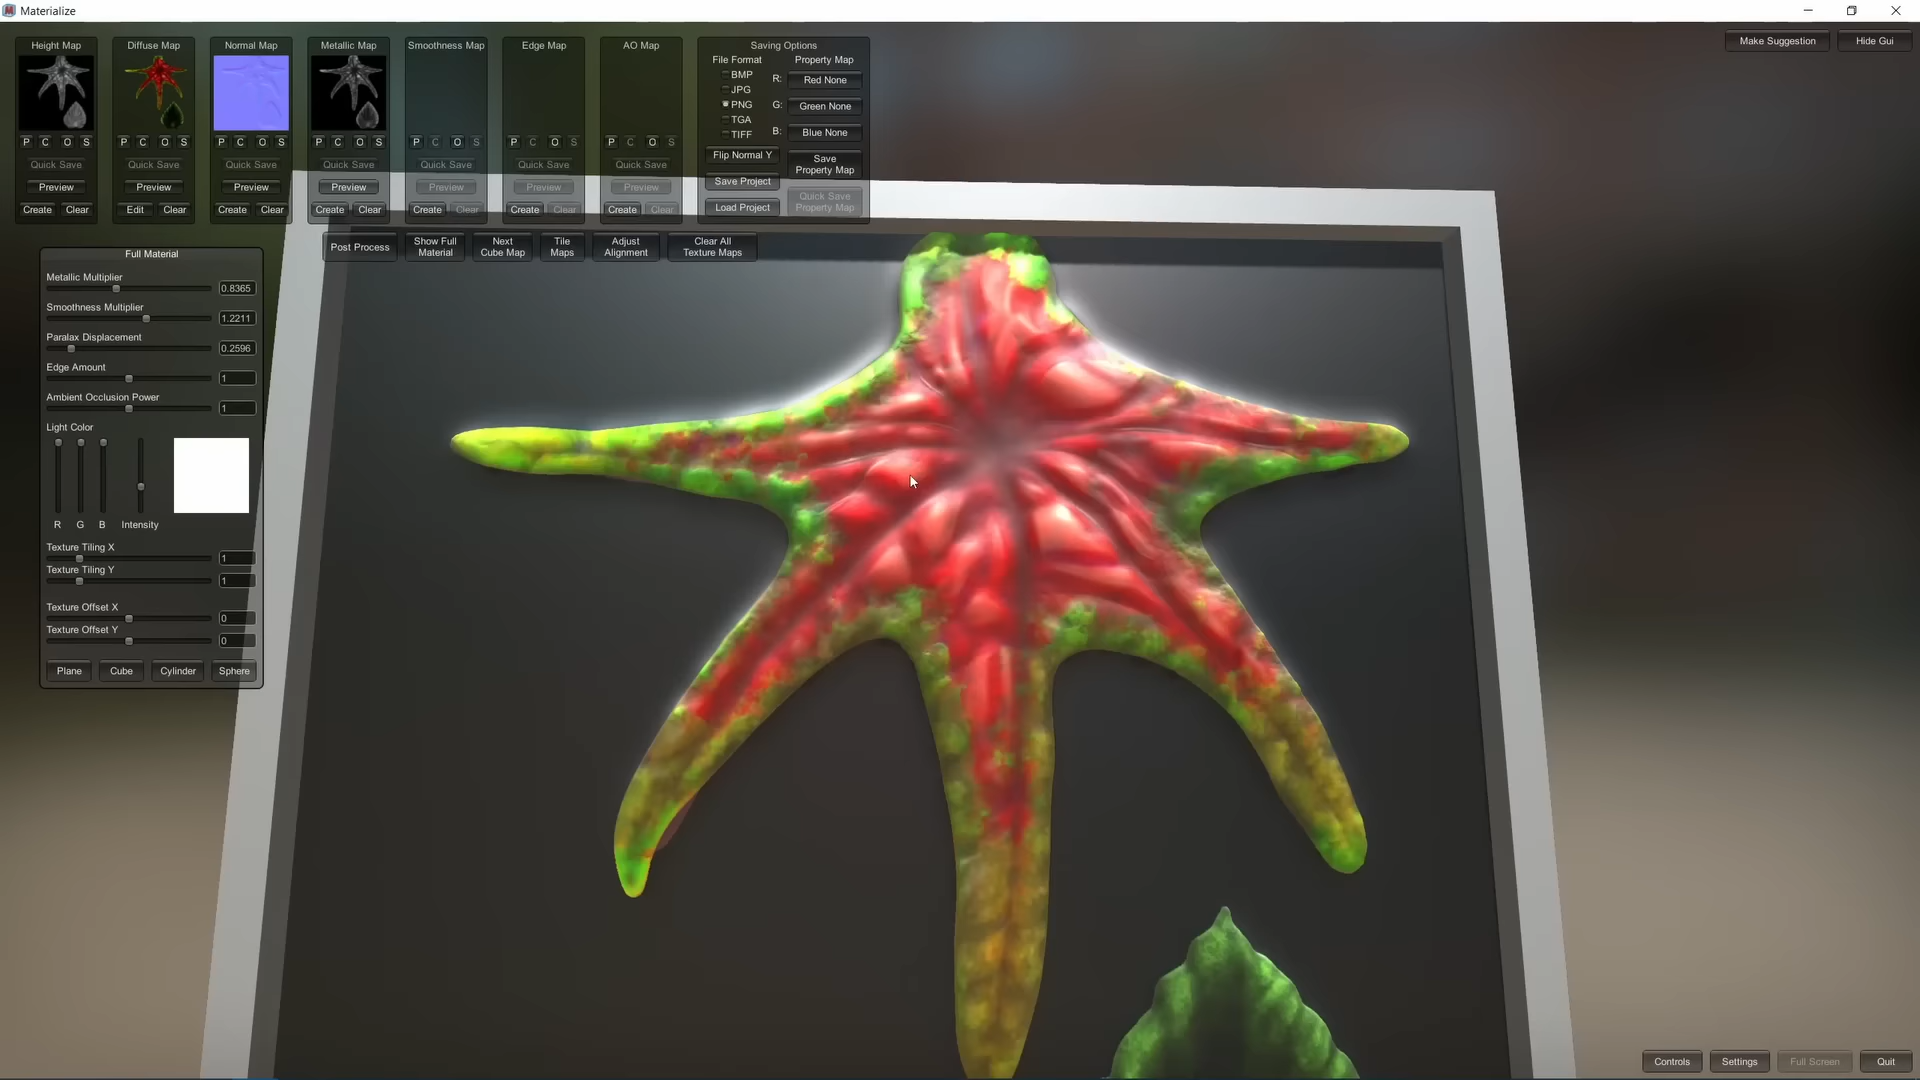 Materialize
Make Suggestion
Hide Gui
Height Map
Diffuse Map
Normal Map
Metallic Map
Smoothness Map
Edge Map
AO Map
Saving Options
File Format
Property Map
BMP
JPG
PNG
TGA
TIFF
R:
Red None
G:
Green None
B:
Blue None
P C O S
P C O S
P C O S
P C O S
P C O S
P C O S
P C O S
Quick Save
Quick Save
Quick Save
Quick Save
Quick Save
Quick Save
Quick Save
Preview
Preview
Preview
Preview
Preview
Preview
Preview
Create Clear
Edit Clear
Create Clear
Create Clear
Create Clear
Create Clear
Create Clear
Flip Normal Y
Save Project
Load Project
Save
Property Map
Quick Save
Property Map
Post Process
Show Full
Material
Next
Cube Map
Tile
Maps
Adjust
Alignment
Clear All
Texture Maps
Full Material
Metallic Multiplier
0.8365
Smoothness Multiplier
1.2211
Paralax Displacement
0.2596
Edge Amount
1
Ambient Occlusion Power
1
Light Color
R G B Intensity
Texture Tiling X
1
Texture Tiling Y
1
Texture Offset X
0
Texture Offset Y
0
Plane Cube Cylinder Sphere
Controls Settings Full Screen Quit